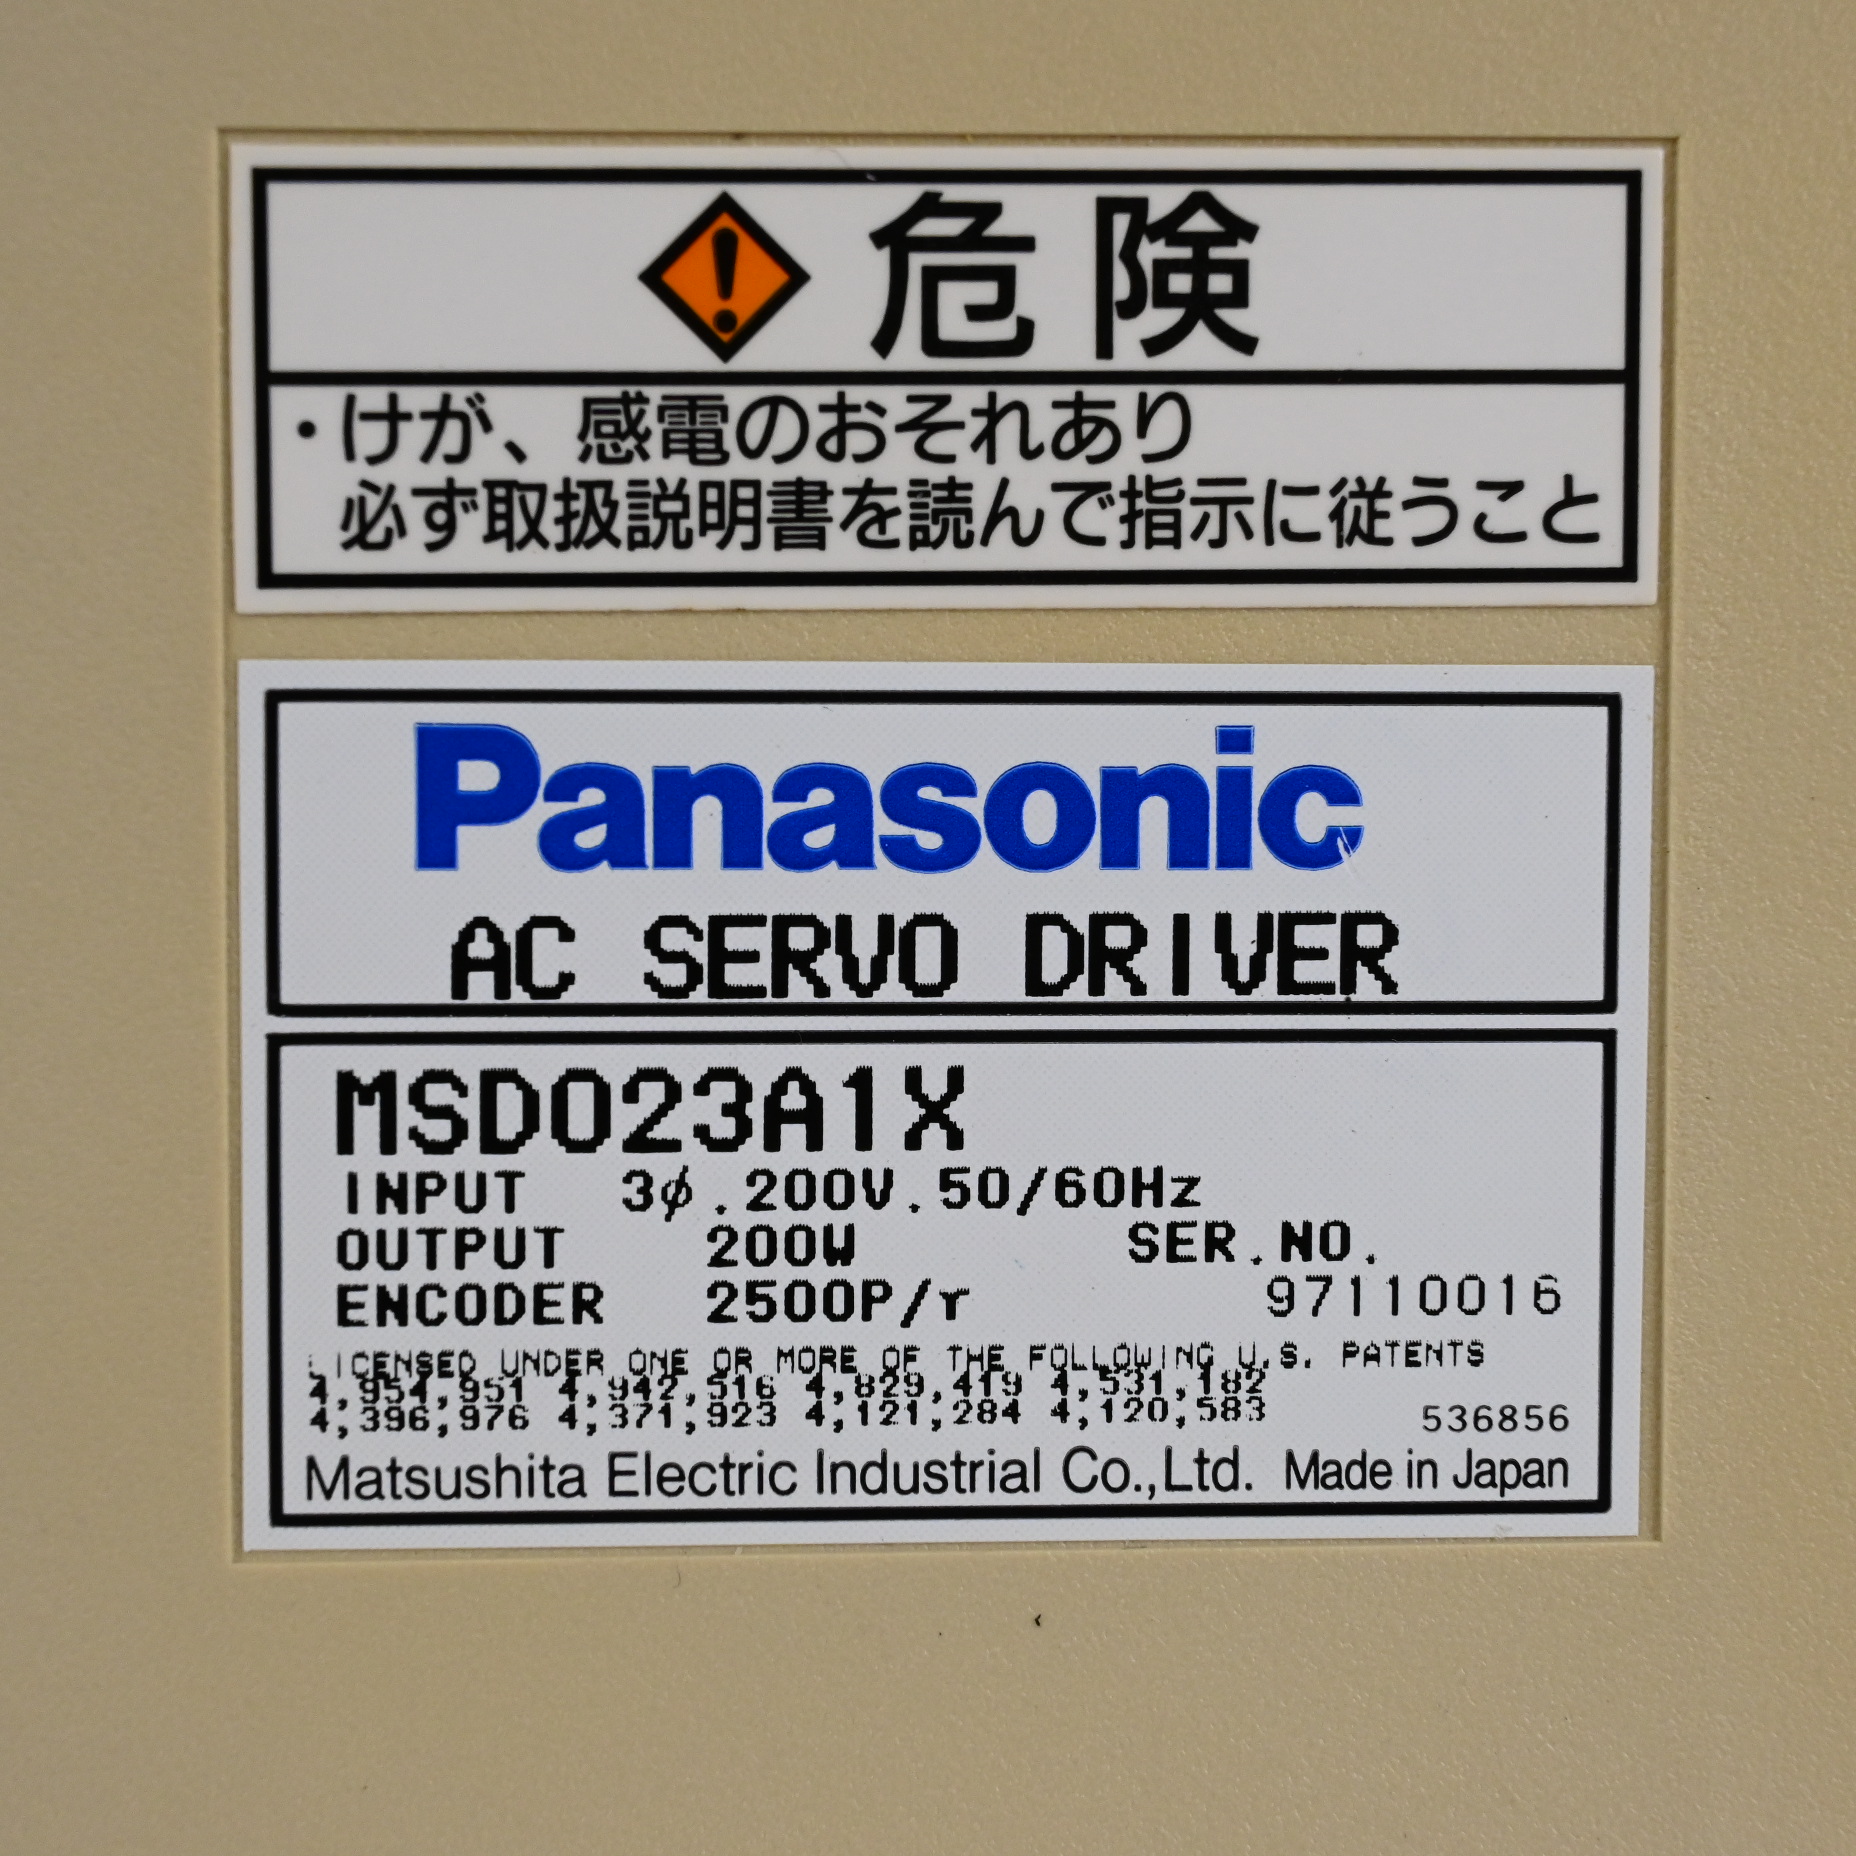 危険
・けが、感電のおそれあり
必ず取扱説明書を読んで指示に従うこと
Panasonic
AC SERVO DRIVER
MSD023A1X
INPUT 3φ.200V.50/60Hz
OUTPUT 200W SER.NO.
ENCODER 2500P/r 97110016
LICENSED UNDER ONE OR MORE OF THE FOLLOWING U.S. PATENTS
4,954,951 4,942,516 4,829,419 4,531,182
4,396,976 4,371,923 4,121,284 4,120,583 536856
Matsushita Electric Industrial Co.,Ltd. Made in Japan